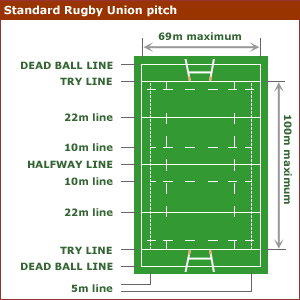 Standard Rugby Union pitch
69m maximum
DEAD BALL LINE
TRY LINE
22m line
10m line
HALFWAY LINE
10m line
22m line
TRY LINE
DEAD BALL LINE
5m line
100m maximum